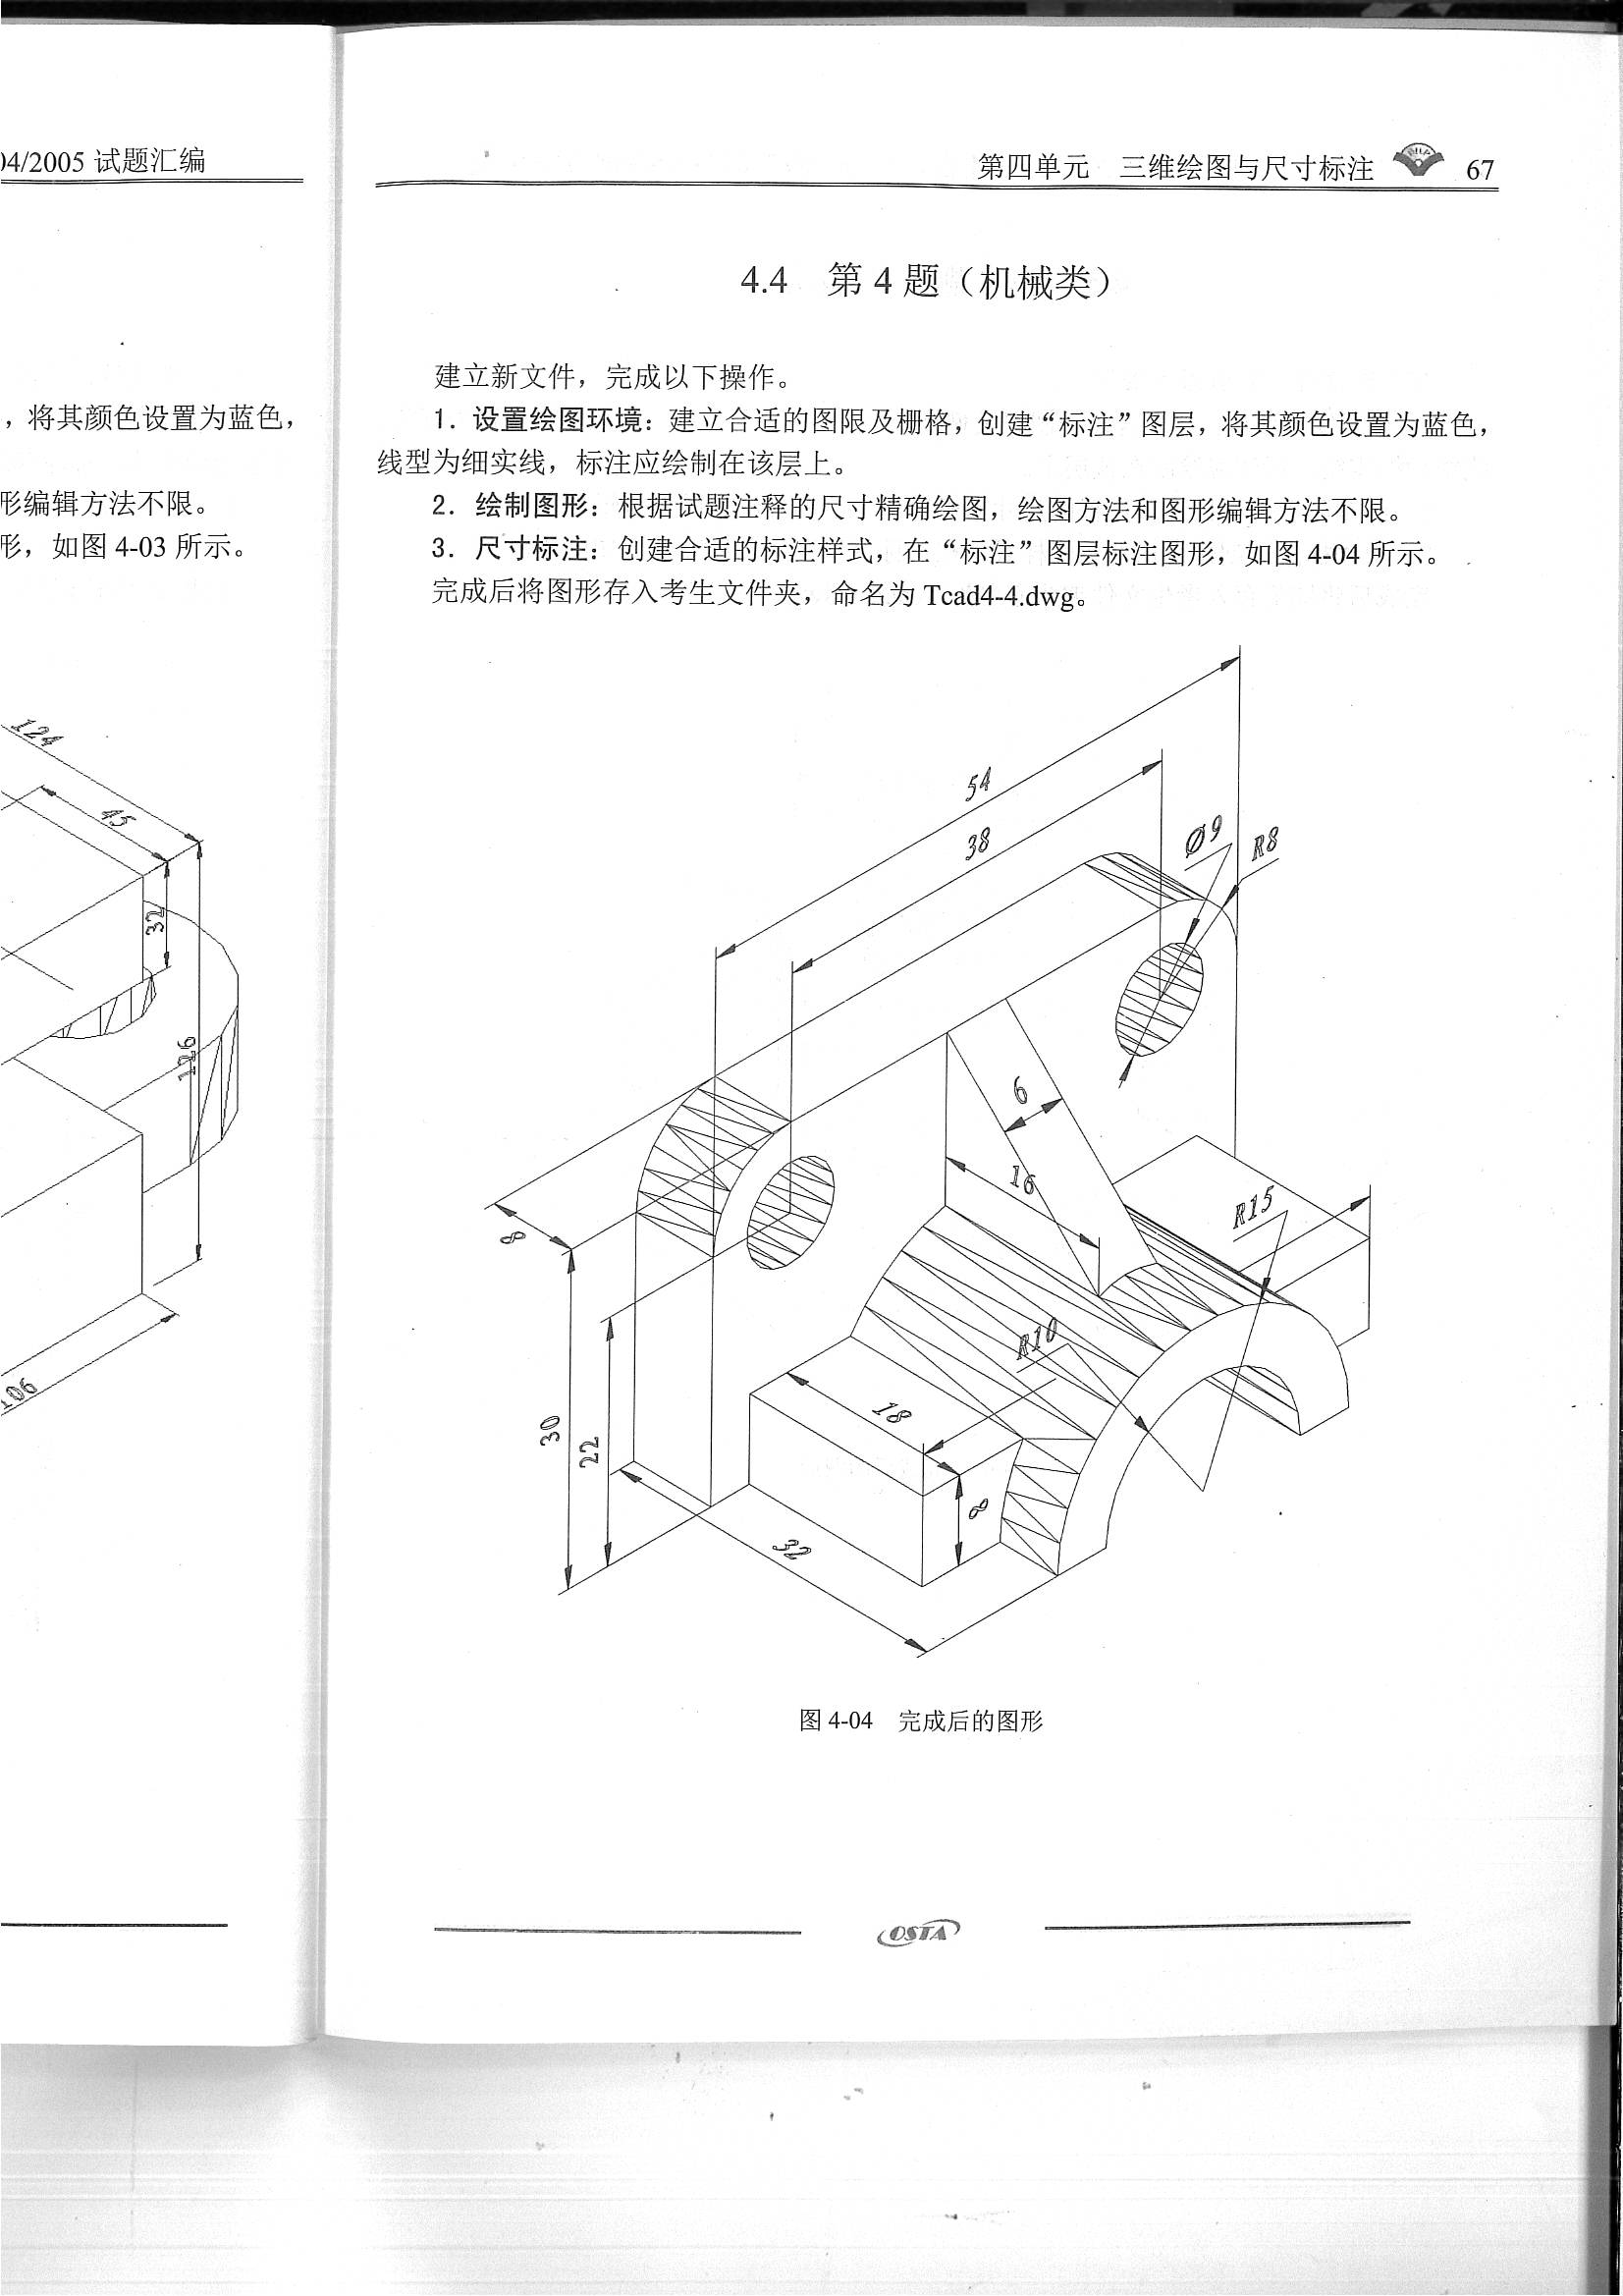 04/2005 试题汇编
,将其颜色设置为蓝色,
形编辑方法不限。
形,如图 4-03 所示。
124
45
32
126
106
第四单元 三维绘图与尺寸标注 67
4.4 第 4 题(机械类)
建立新文件,完成以下操作。
1. 设置绘图环境:建立合适的图限及栅格,创建“标注”图层,将其颜色设置为蓝色,
线型为细实线,标注应绘制在该层上。
2. 绘制图形:根据试题注释的尺寸精确绘图,绘图方法和图形编辑方法不限。
3. 尺寸标注:创建合适的标注样式,在“标注”图层标注图形,如图 4-04 所示。
完成后将图形存入考生文件夹,命名为 Tcad4-4.dwg。
54
38
Ø9
R8
6
16
R15
8
R10
18
30
22
8
32
图 4-04 完成后的图形
OSTA